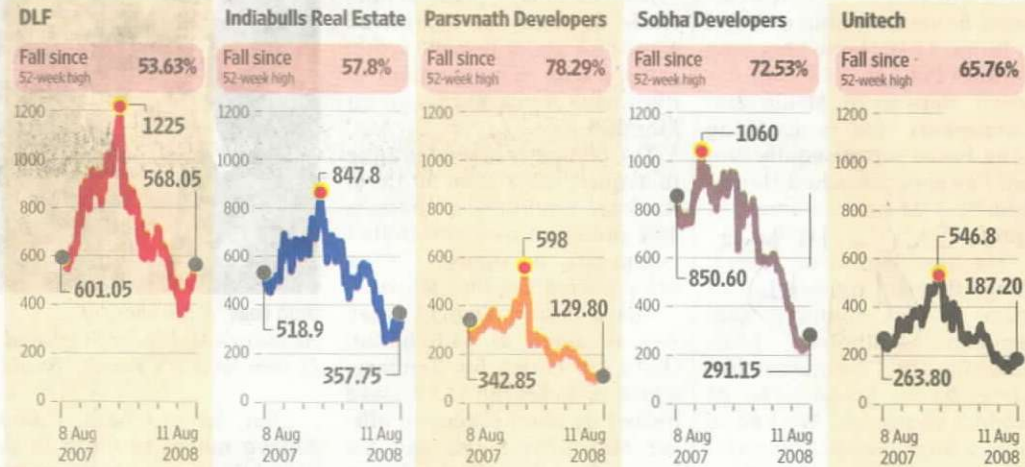 DLF
Fall since
52-week high
53.63%
1200
1000
800
600
400
200
0
1225
568.05
601.05
8 Aug
2007
11 Aug
2008
Indiabulls Real Estate
Fall since
52-week high
57.8%
1200
1000
800
600
400
200
0
847.8
518.9
357.75
8 Aug
2007
11 Aug
2008
Parsvnath Developers
Fall since
52-week high
78.29%
1200
1000
800
600
400
200
0
598
129.80
342.85
8 Aug
2007
11 Aug
2008
Sobha Developers
Fall since
52-week high
72.53%
1200
1000
800
600
400
200
0
1060
850.60
291.15
8 Aug
2007
11 Aug
2008
Unitech
Fall since
52-week high
65.76%
1200
1000
800
600
400
200
0
546.8
187.20
263.80
8 Aug
2007
11 Aug
2008